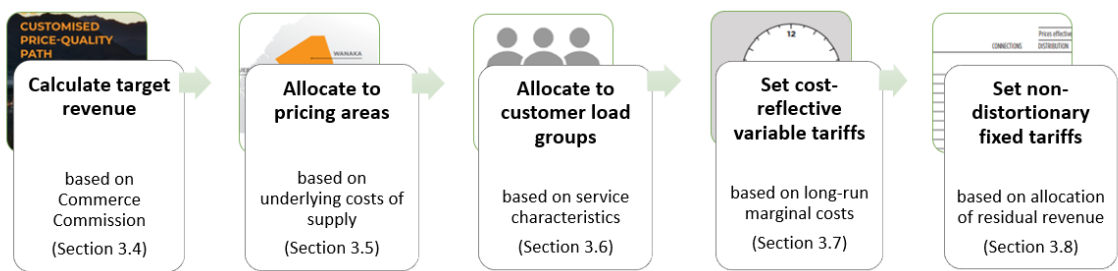 CUSTOMISED
PRICE-QUALITY
PATH
Calculate target
revenue
based on
Commerce
Commission
(Section 3.4)
WANAKA
Allocate to
pricing areas
based on
underlying costs of
supply
(Section 3.5)
Allocate to
customer load
groups
based on service
characteristics
(Section 3.6)
12
Set cost-
reflective
variable tariffs
based on long-run
marginal costs
(Section 3.7)
Prices effective
CONNECTIONS DISTRIBUTION
Set non-
distortionary
fixed tariffs
based on allocation
of residual revenue
(Section 3.8)